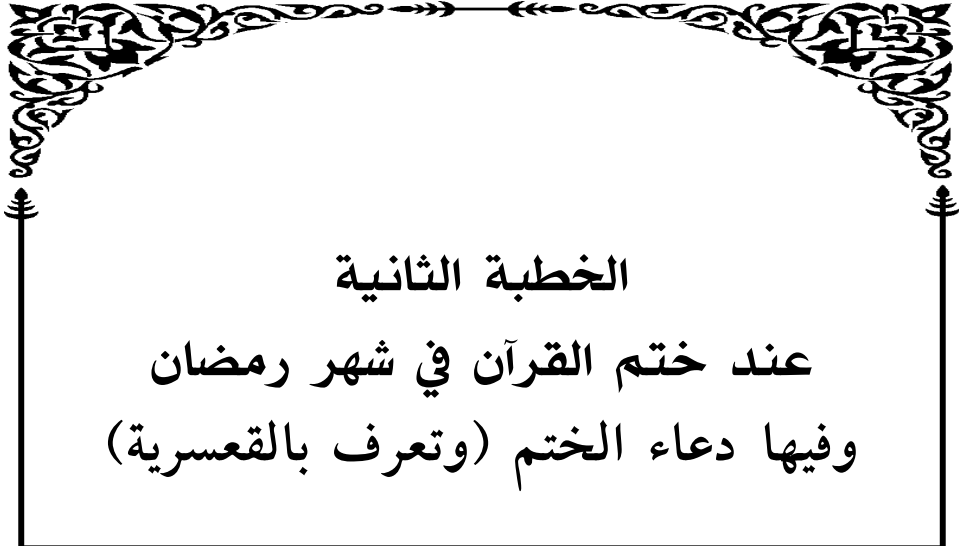 الخطبة الثانية
عند ختم القرآن في شهر رمضان
وفيها دعاء الختم (وتعرف بالقعسرية)